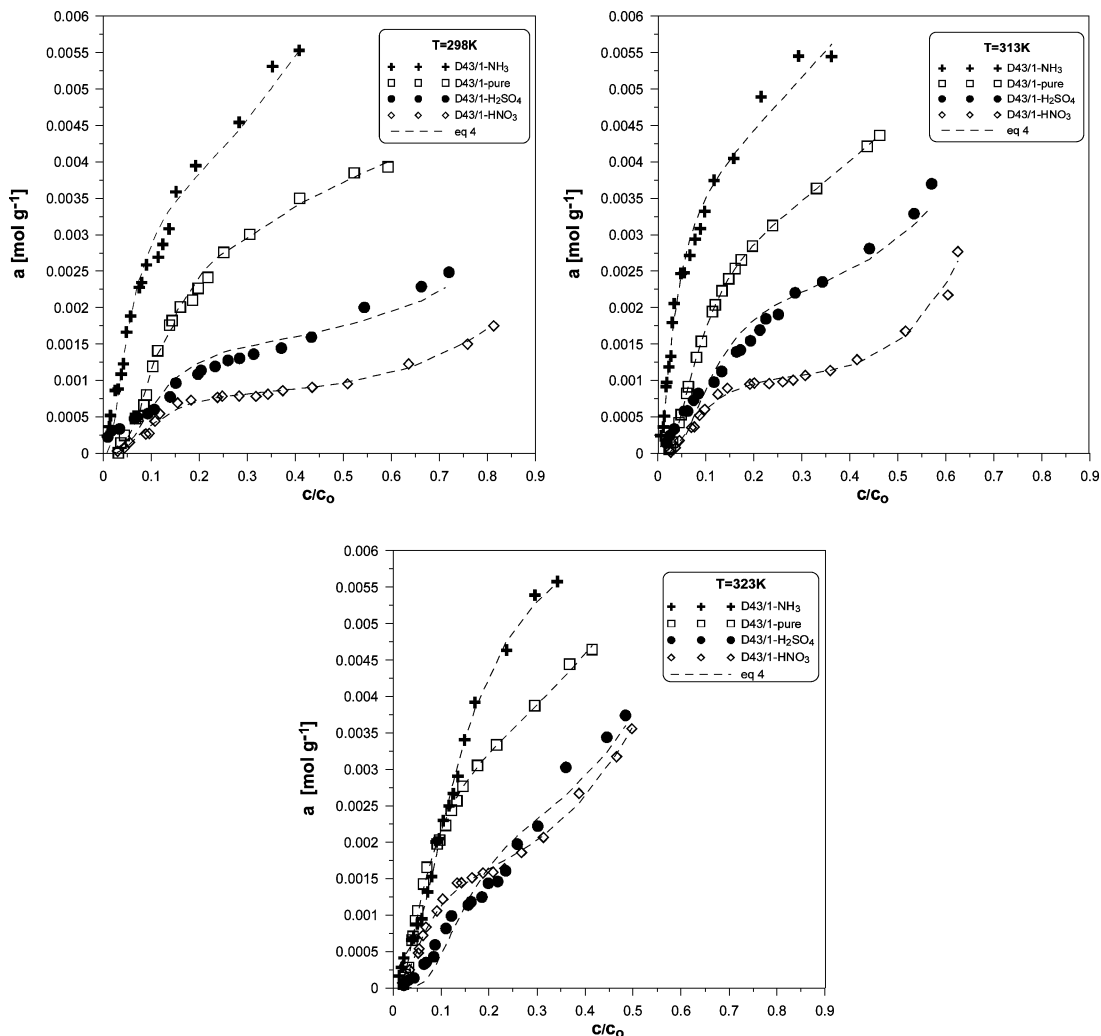 0.006
0.0055
0.005
0.0045
0.004
0.0035
0.003
0.0025
0.002
0.0015
0.001
0.0005
0
a [mol g⁻¹]
0 0.1 0.2 0.3 0.4 0.5 0.6 0.7 0.8 0.9
c/c₀
T=298K
D43/1-NH₃
D43/1-pure
D43/1-H₂SO₄
D43/1-HNO₃
eq 4
0.006
0.0055
0.005
0.0045
0.004
0.0035
0.003
0.0025
0.002
0.0015
0.001
0.0005
0
a [mol g⁻¹]
0 0.1 0.2 0.3 0.4 0.5 0.6 0.7 0.8 0.9
c/c₀
T=313K
D43/1-NH₃
D43/1-pure
D43/1-H₂SO₄
D43/1-HNO₃
eq 4
0.006
0.0055
0.005
0.0045
0.004
0.0035
0.003
0.0025
0.002
0.0015
0.001
0.0005
0
a [mol g⁻¹]
0 0.1 0.2 0.3 0.4 0.5 0.6 0.7 0.8 0.9
c/c₀
T=323K
D43/1-NH₃
D43/1-pure
D43/1-H₂SO₄
D43/1-HNO₃
eq 4